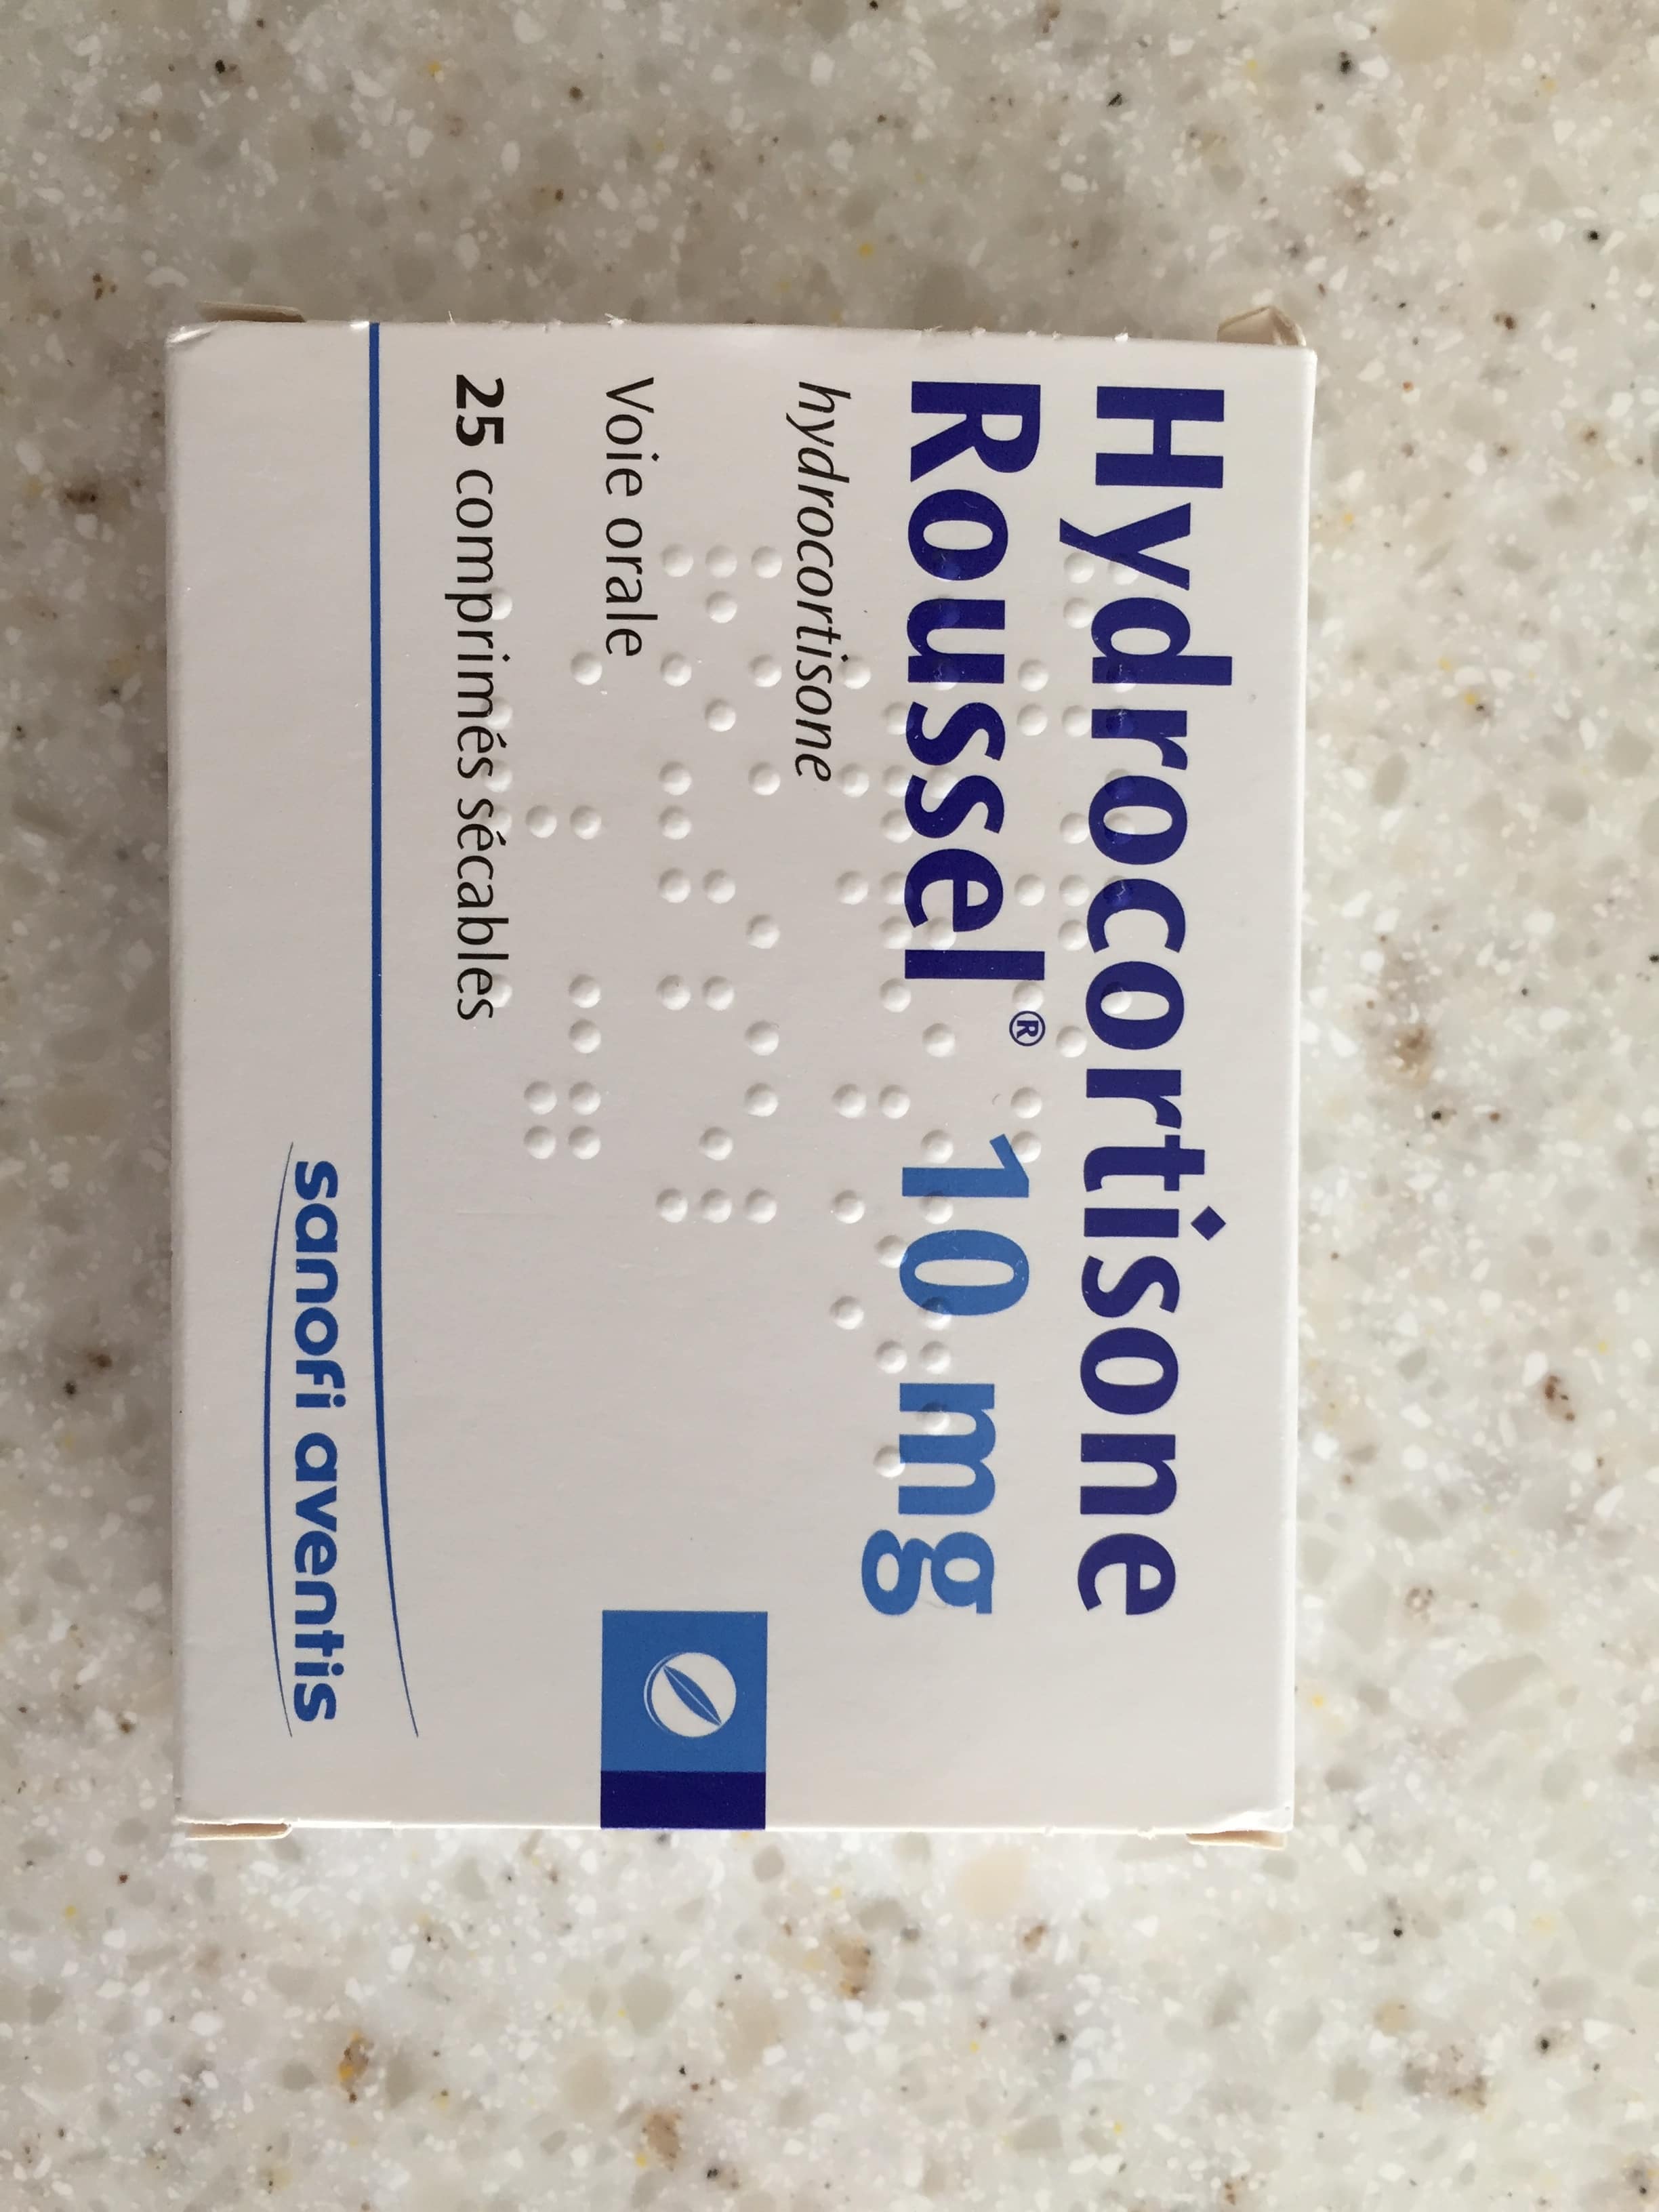 Hydrocortisone
Roussel® 10 mg
hydrocortisone
Voie orale
25 comprimés sécables
sanofi aventis